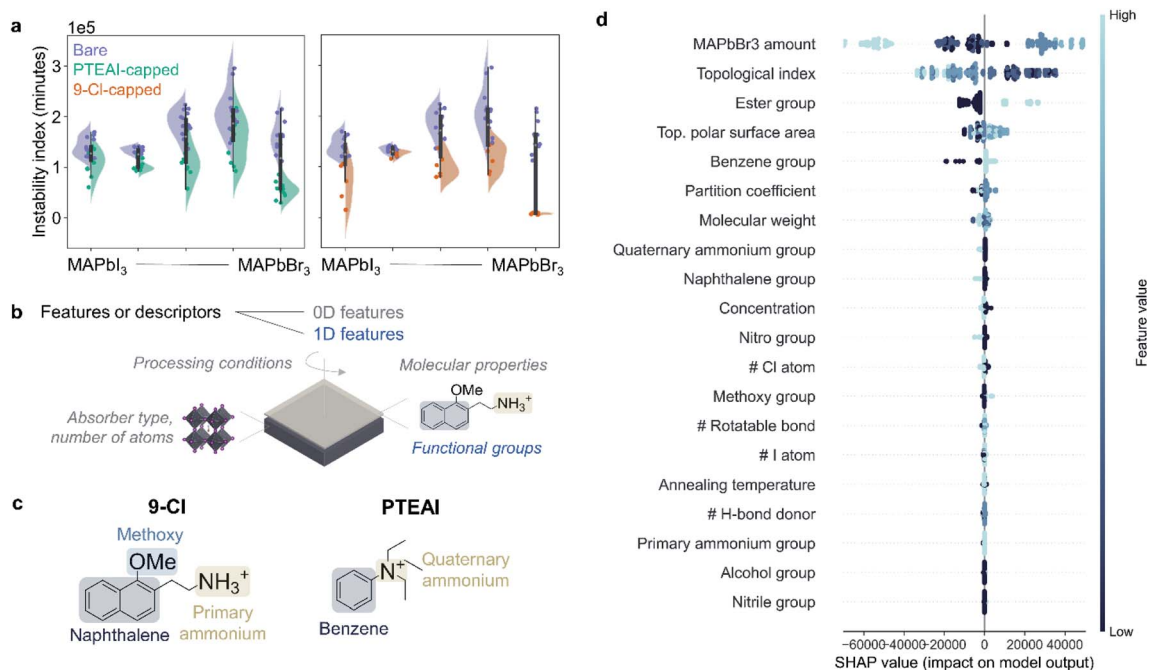 a
1e5
Bare
PTEAI-capped
9-Cl-capped
Instability index (minutes)
3
2
1
0
MAPbI3
MAPbBr3
MAPbI3
MAPbBr3
b
Features or descriptors
0D features
1D features
Processing conditions
Molecular properties
Absorber type,
number of atoms
OMe
NH3+
Functional groups
c
9-Cl
Methoxy
OMe
NH3+
Primary
ammonium
Naphthalene
PTEAI
N+
Quaternary
ammonium
Benzene
d
MAPbBr3 amount
Topological index
Ester group
Top. polar surface area
Benzene group
Partition coefficient
Molecular weight
Quaternary ammonium group
Naphthalene group
Concentration
Nitro group
# Cl atom
Methoxy group
# Rotatable bond
# I atom
Annealing temperature
# H-bond donor
Primary ammonium group
Alcohol group
Nitrile group
-60000 -40000 -20000 0 20000 40000
SHAP value (impact on model output)
High
Feature value
Low